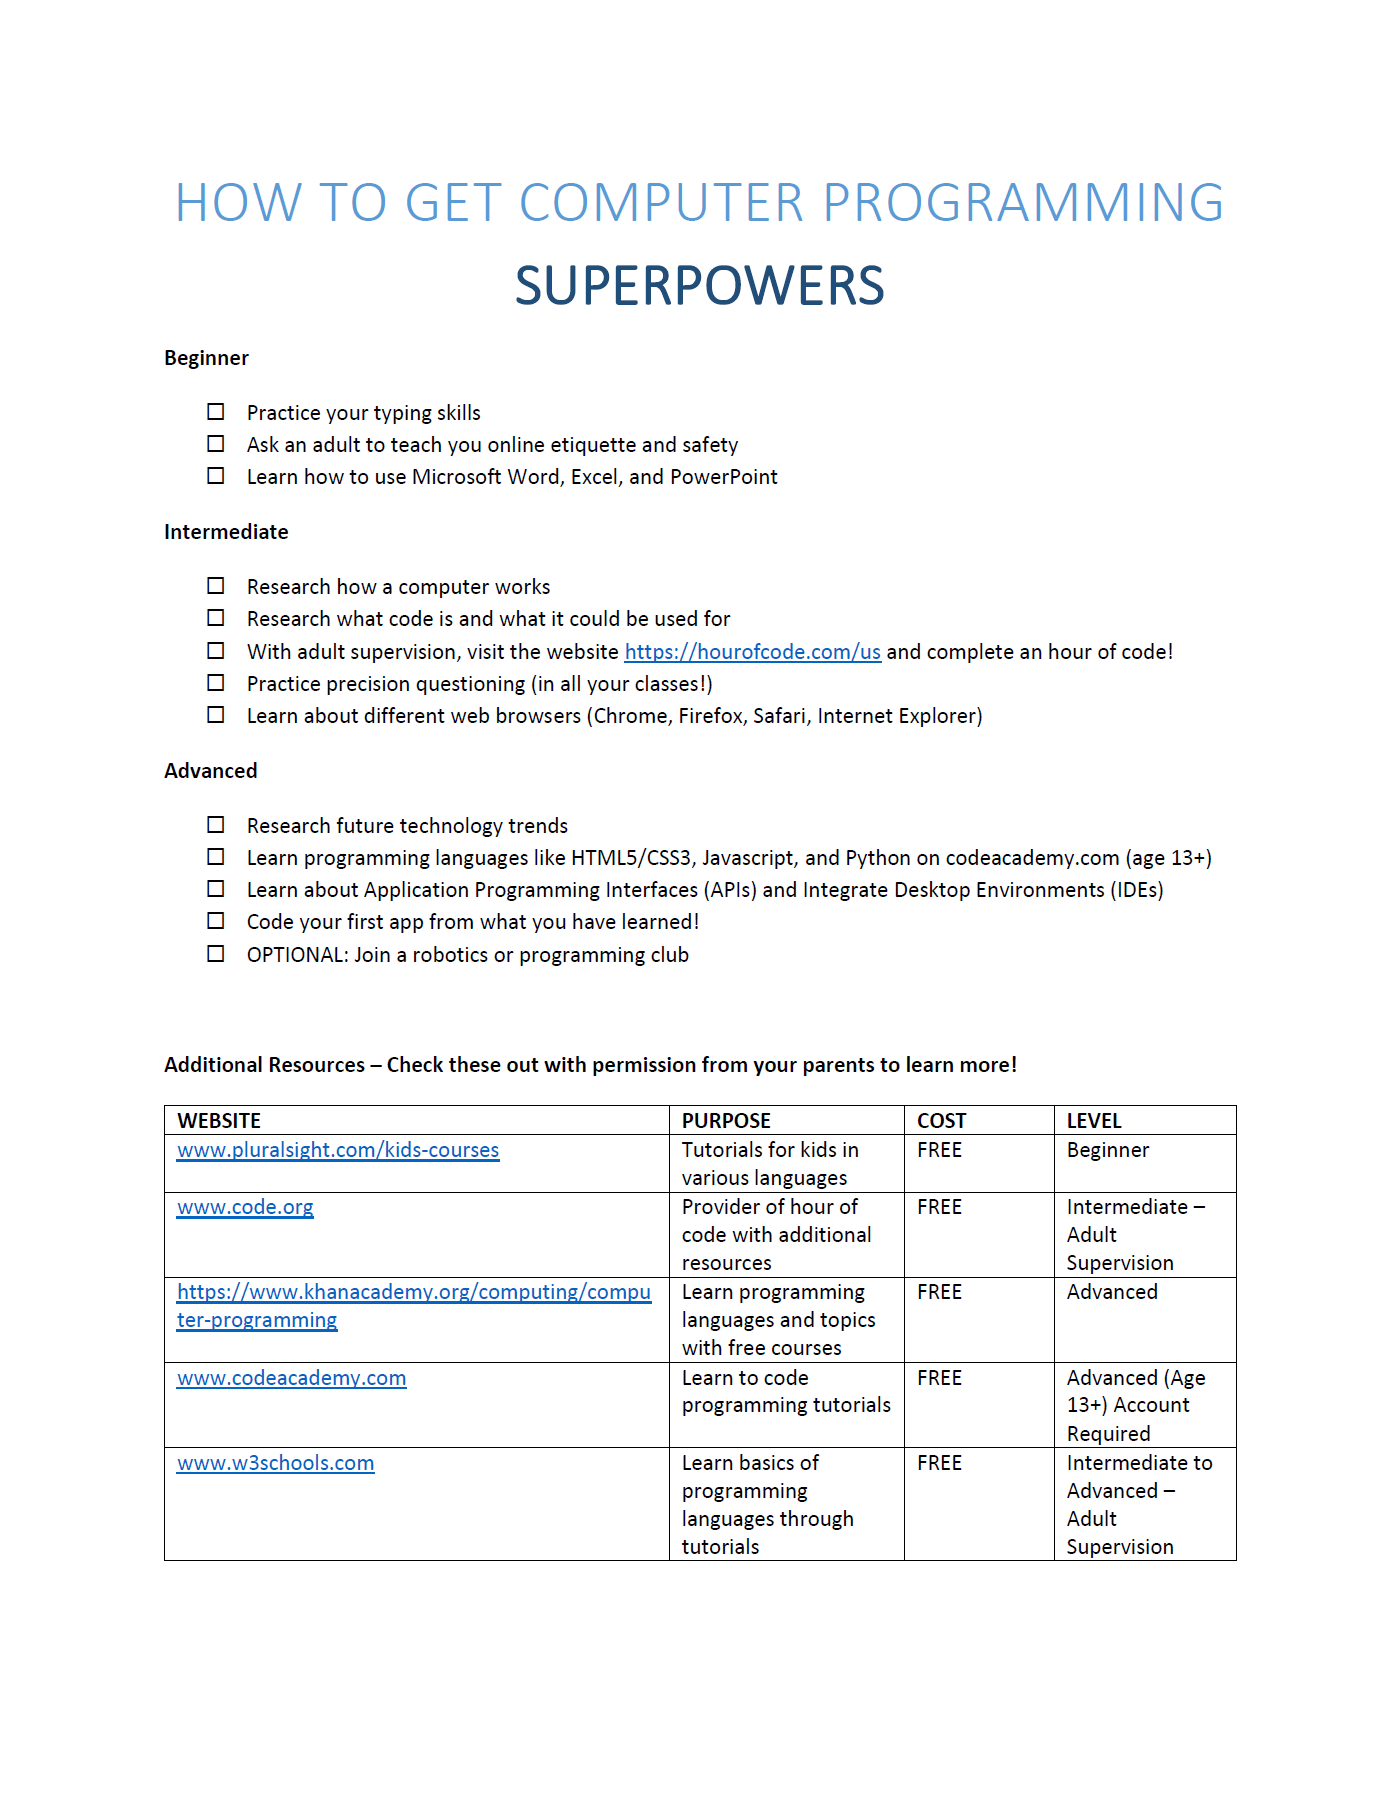 HOW TO GET COMPUTER PROGRAMMING
SUPERPOWERS
Beginner
☐ Practice your typing skills
☐ Ask an adult to teach you online etiquette and safety
☐ Learn how to use Microsoft Word, Excel, and PowerPoint
Intermediate
☐ Research how a computer works
☐ Research what code is and what it could be used for
☐ With adult supervision, visit the website https://hourofcode.com/us and complete an hour of code!
☐ Practice precision questioning (in all your classes!)
☐ Learn about different web browsers (Chrome, Firefox, Safari, Internet Explorer)
Advanced
☐ Research future technology trends
☐ Learn programming languages like HTML5/CSS3, Javascript, and Python on codeacademy.com (age 13+)
☐ Learn about Application Programming Interfaces (APIs) and Integrate Desktop Environments (IDEs)
☐ Code your first app from what you have learned!
☐ OPTIONAL: Join a robotics or programming club
Additional Resources – Check these out with permission from your parents to learn more!
WEBSITE PURPOSE COST LEVEL
www.pluralsight.com/kids-courses Tutorials for kids in FREE Beginner
various languages
www.code.org Provider of hour of FREE Intermediate –
code with additional Adult
resources Supervision
https://www.khanacademy.org/computing/compu Learn programming FREE Advanced
ter-programming languages and topics
with free courses
www.codeacademy.com Learn to code FREE Advanced (Age
programming tutorials 13+) Account
Required
www.w3schools.com Learn basics of FREE Intermediate to
programming Advanced –
languages through Adult
tutorials Supervision